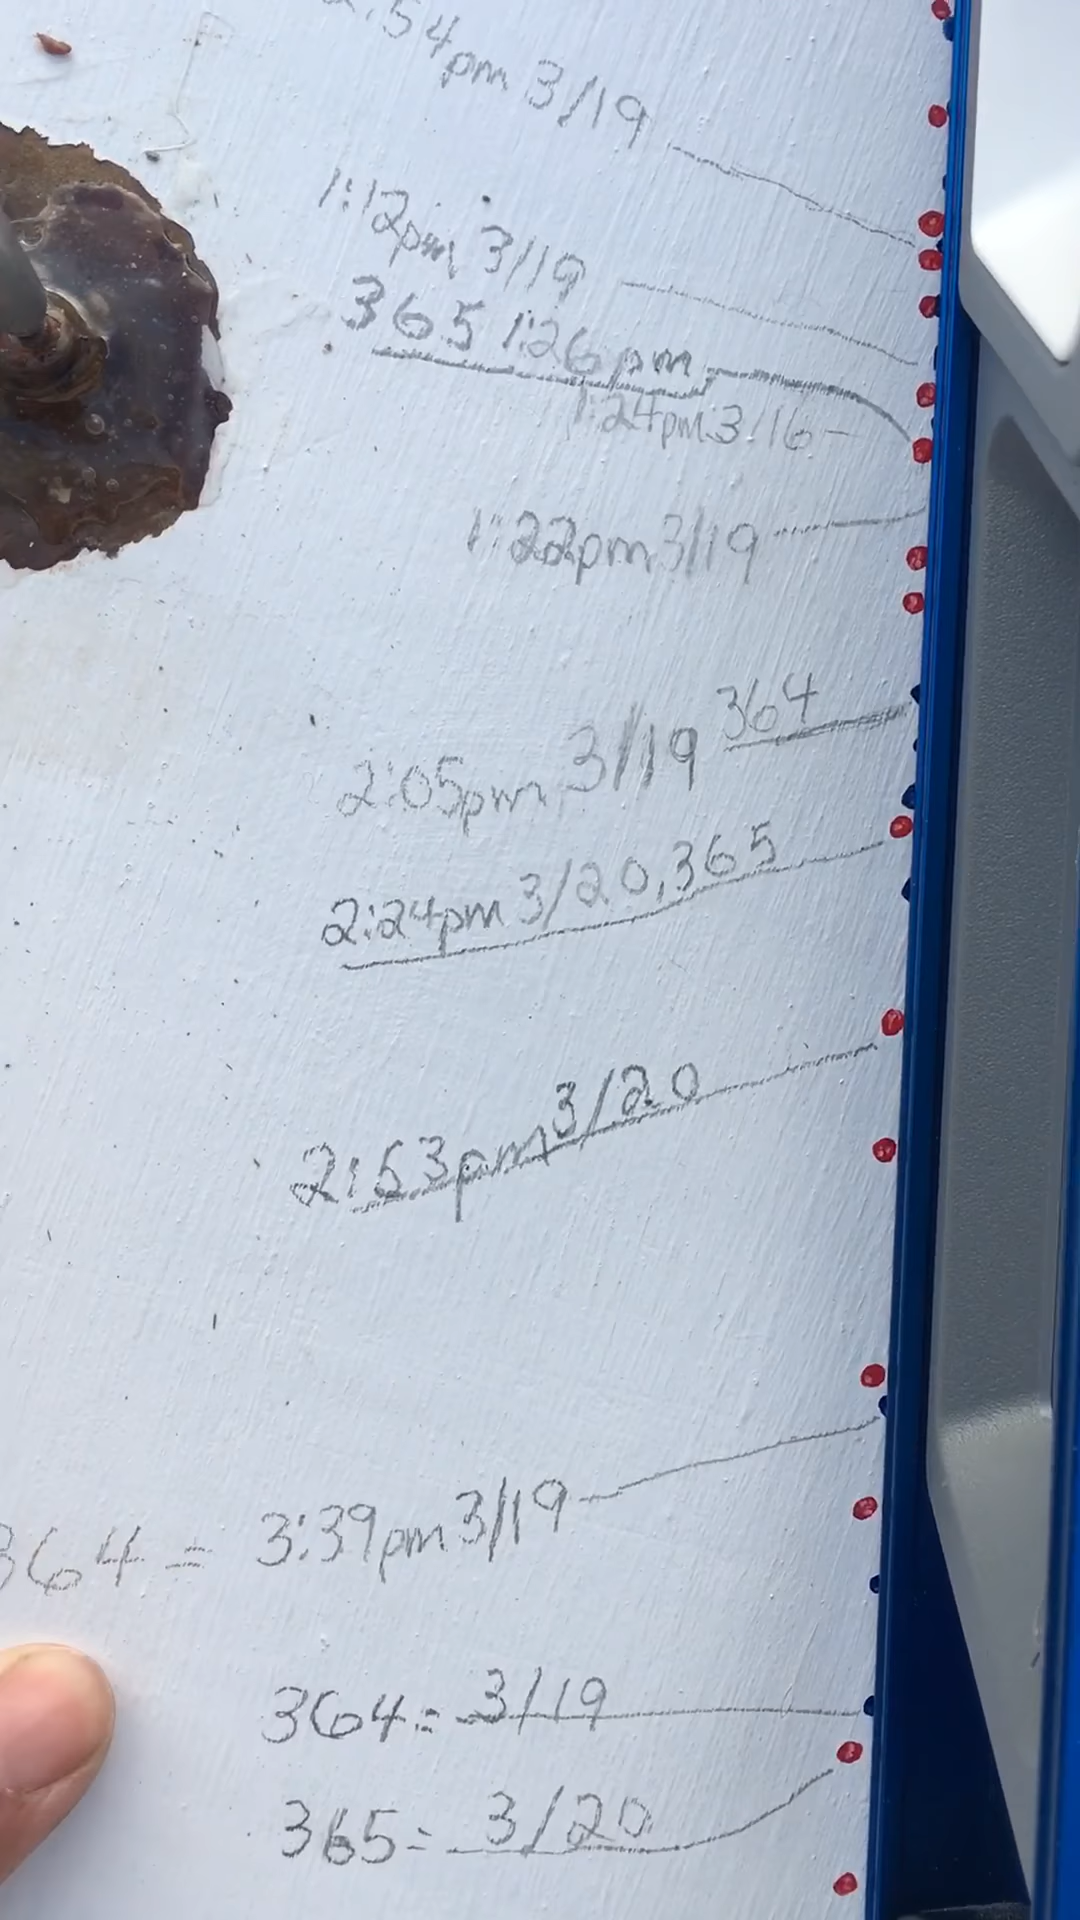 :54pm 3/19
1:12pm 3/19
365 1:26pm
1:24pm 3/16
1:22pm 3/19
2:05pm 3/19 364
2:24pm 3/20,365
2:53pm 3/20
364 = 3:39pm 3/19
364= 3/19
365= 3/20